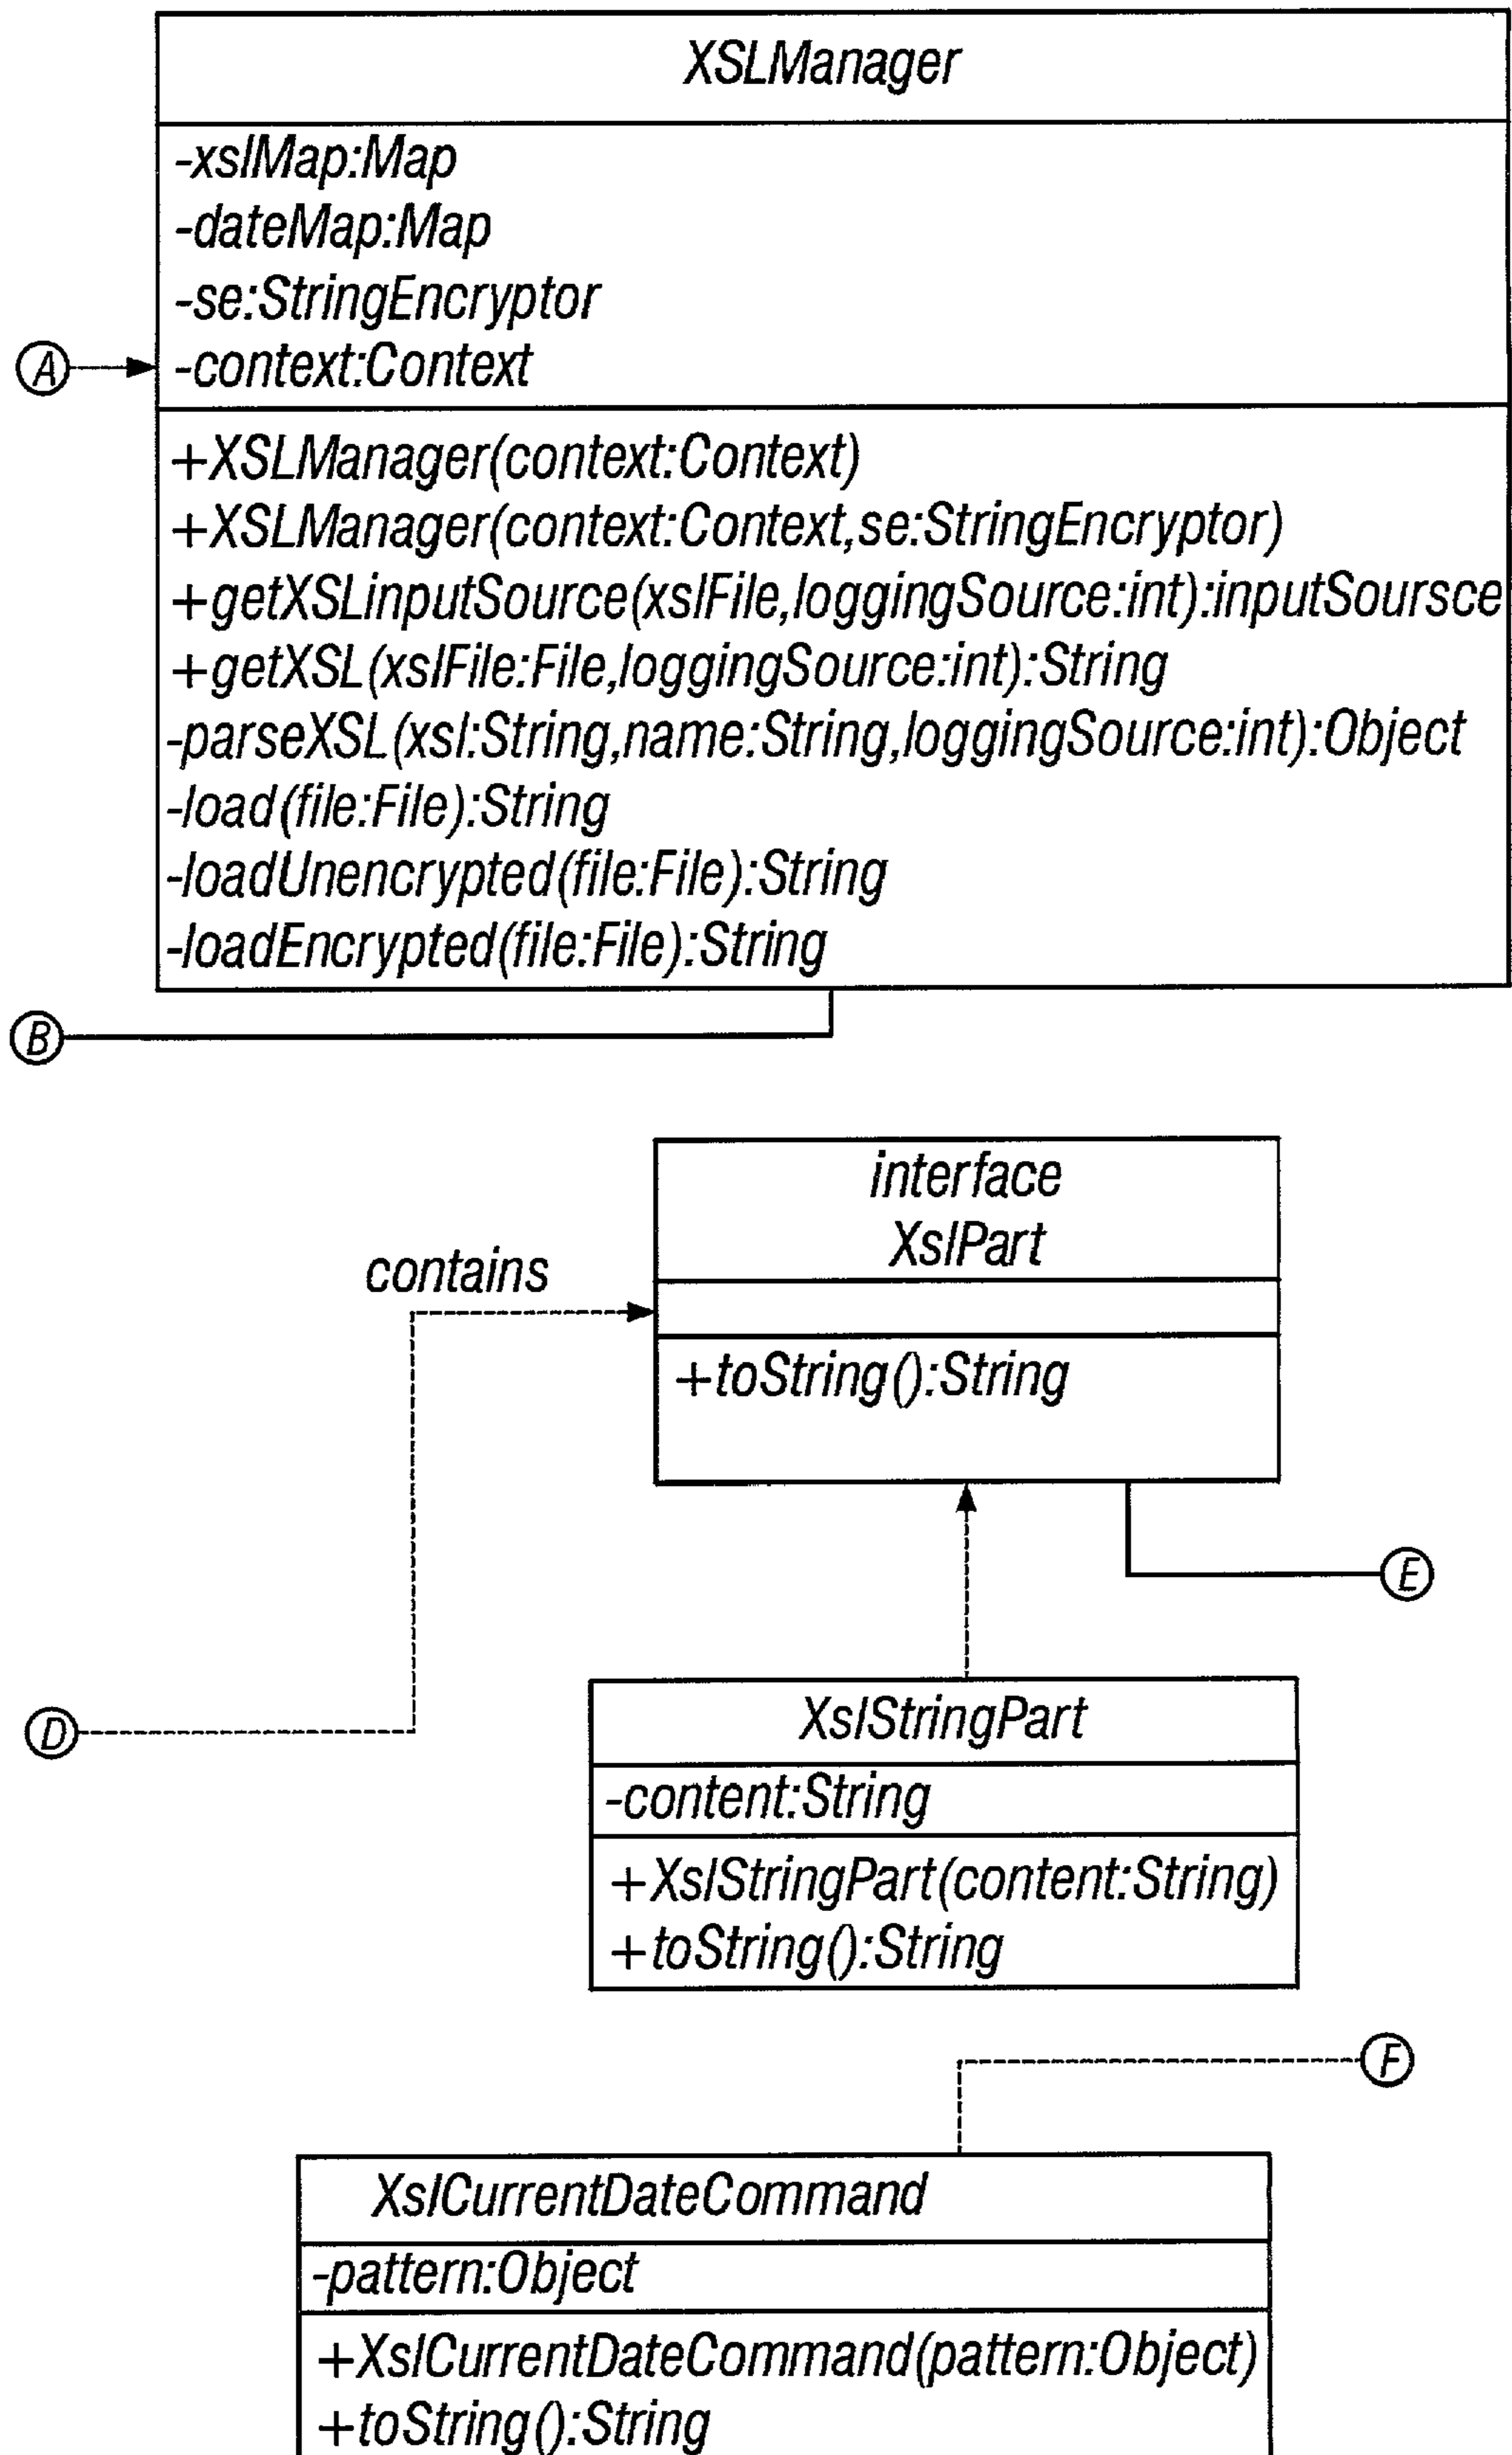 XSLManager
-xslMap:Map
-dateMap:Map
-se:StringEncryptor
A
-context:Context
+XSLManager(context:Context)
+XSLManager(context:Context,se:StringEncryptor)
+getXSLinputSource(xslFile,loggingSource:int):inputSoursce
+getXSL(xslFile:File,loggingSource:int):String
-parseXSL(xsl:String,name:String,loggingSource:int):Object
-load(file:File):String
-loadUnencrypted(file:File):String
-loadEncrypted(file:File):String
B
interface
XslPart
contains
+toString():String
E
D
XslStringPart
-content:String
+XslStringPart(content:String)
+toString():String
F
XslCurrentDateCommand
-pattern:Object
+XslCurrentDateCommand(pattern:Object)
+toString():String